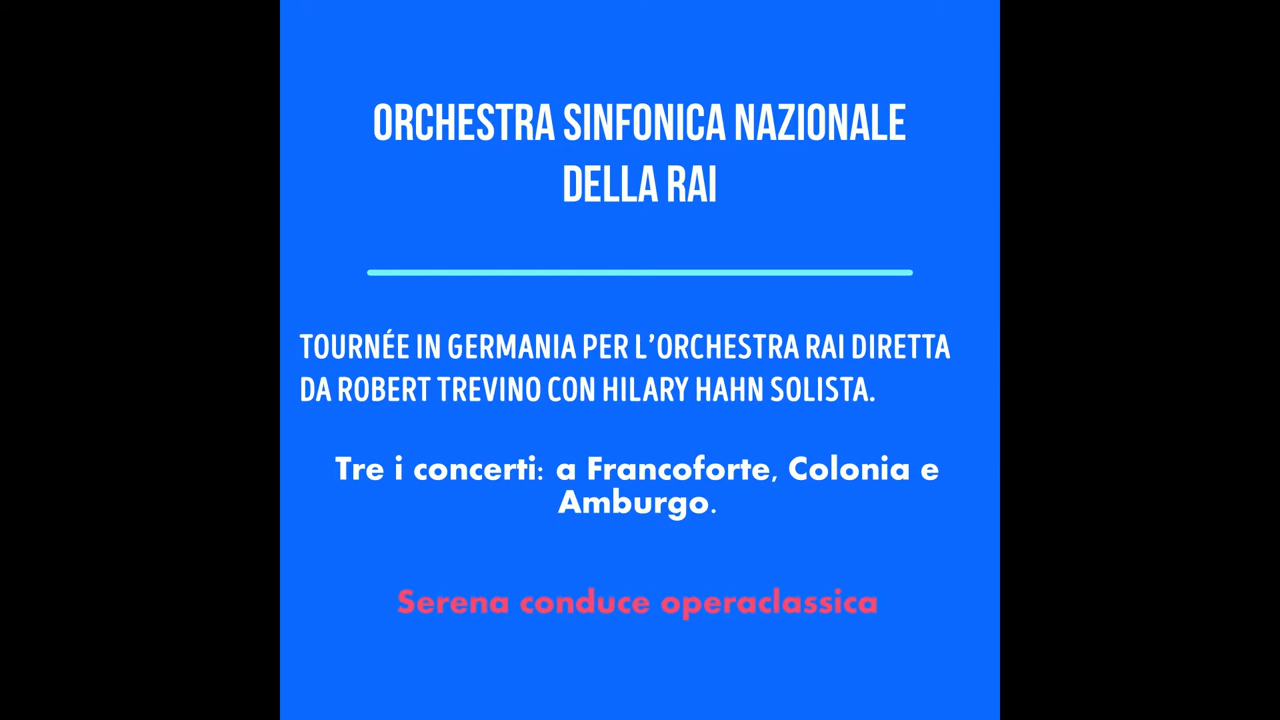 ORCHESTRA SINFONICA NAZIONALE
DELLA RAI
TOURNÉE IN GERMANIA PER L’ORCHESTRA RAI DIRETTA
DA ROBERT TREVINO CON HILARY HAHN SOLISTA.
Tre i concerti: a Francoforte, Colonia e
Amburgo.
Serena conduce operaclassica